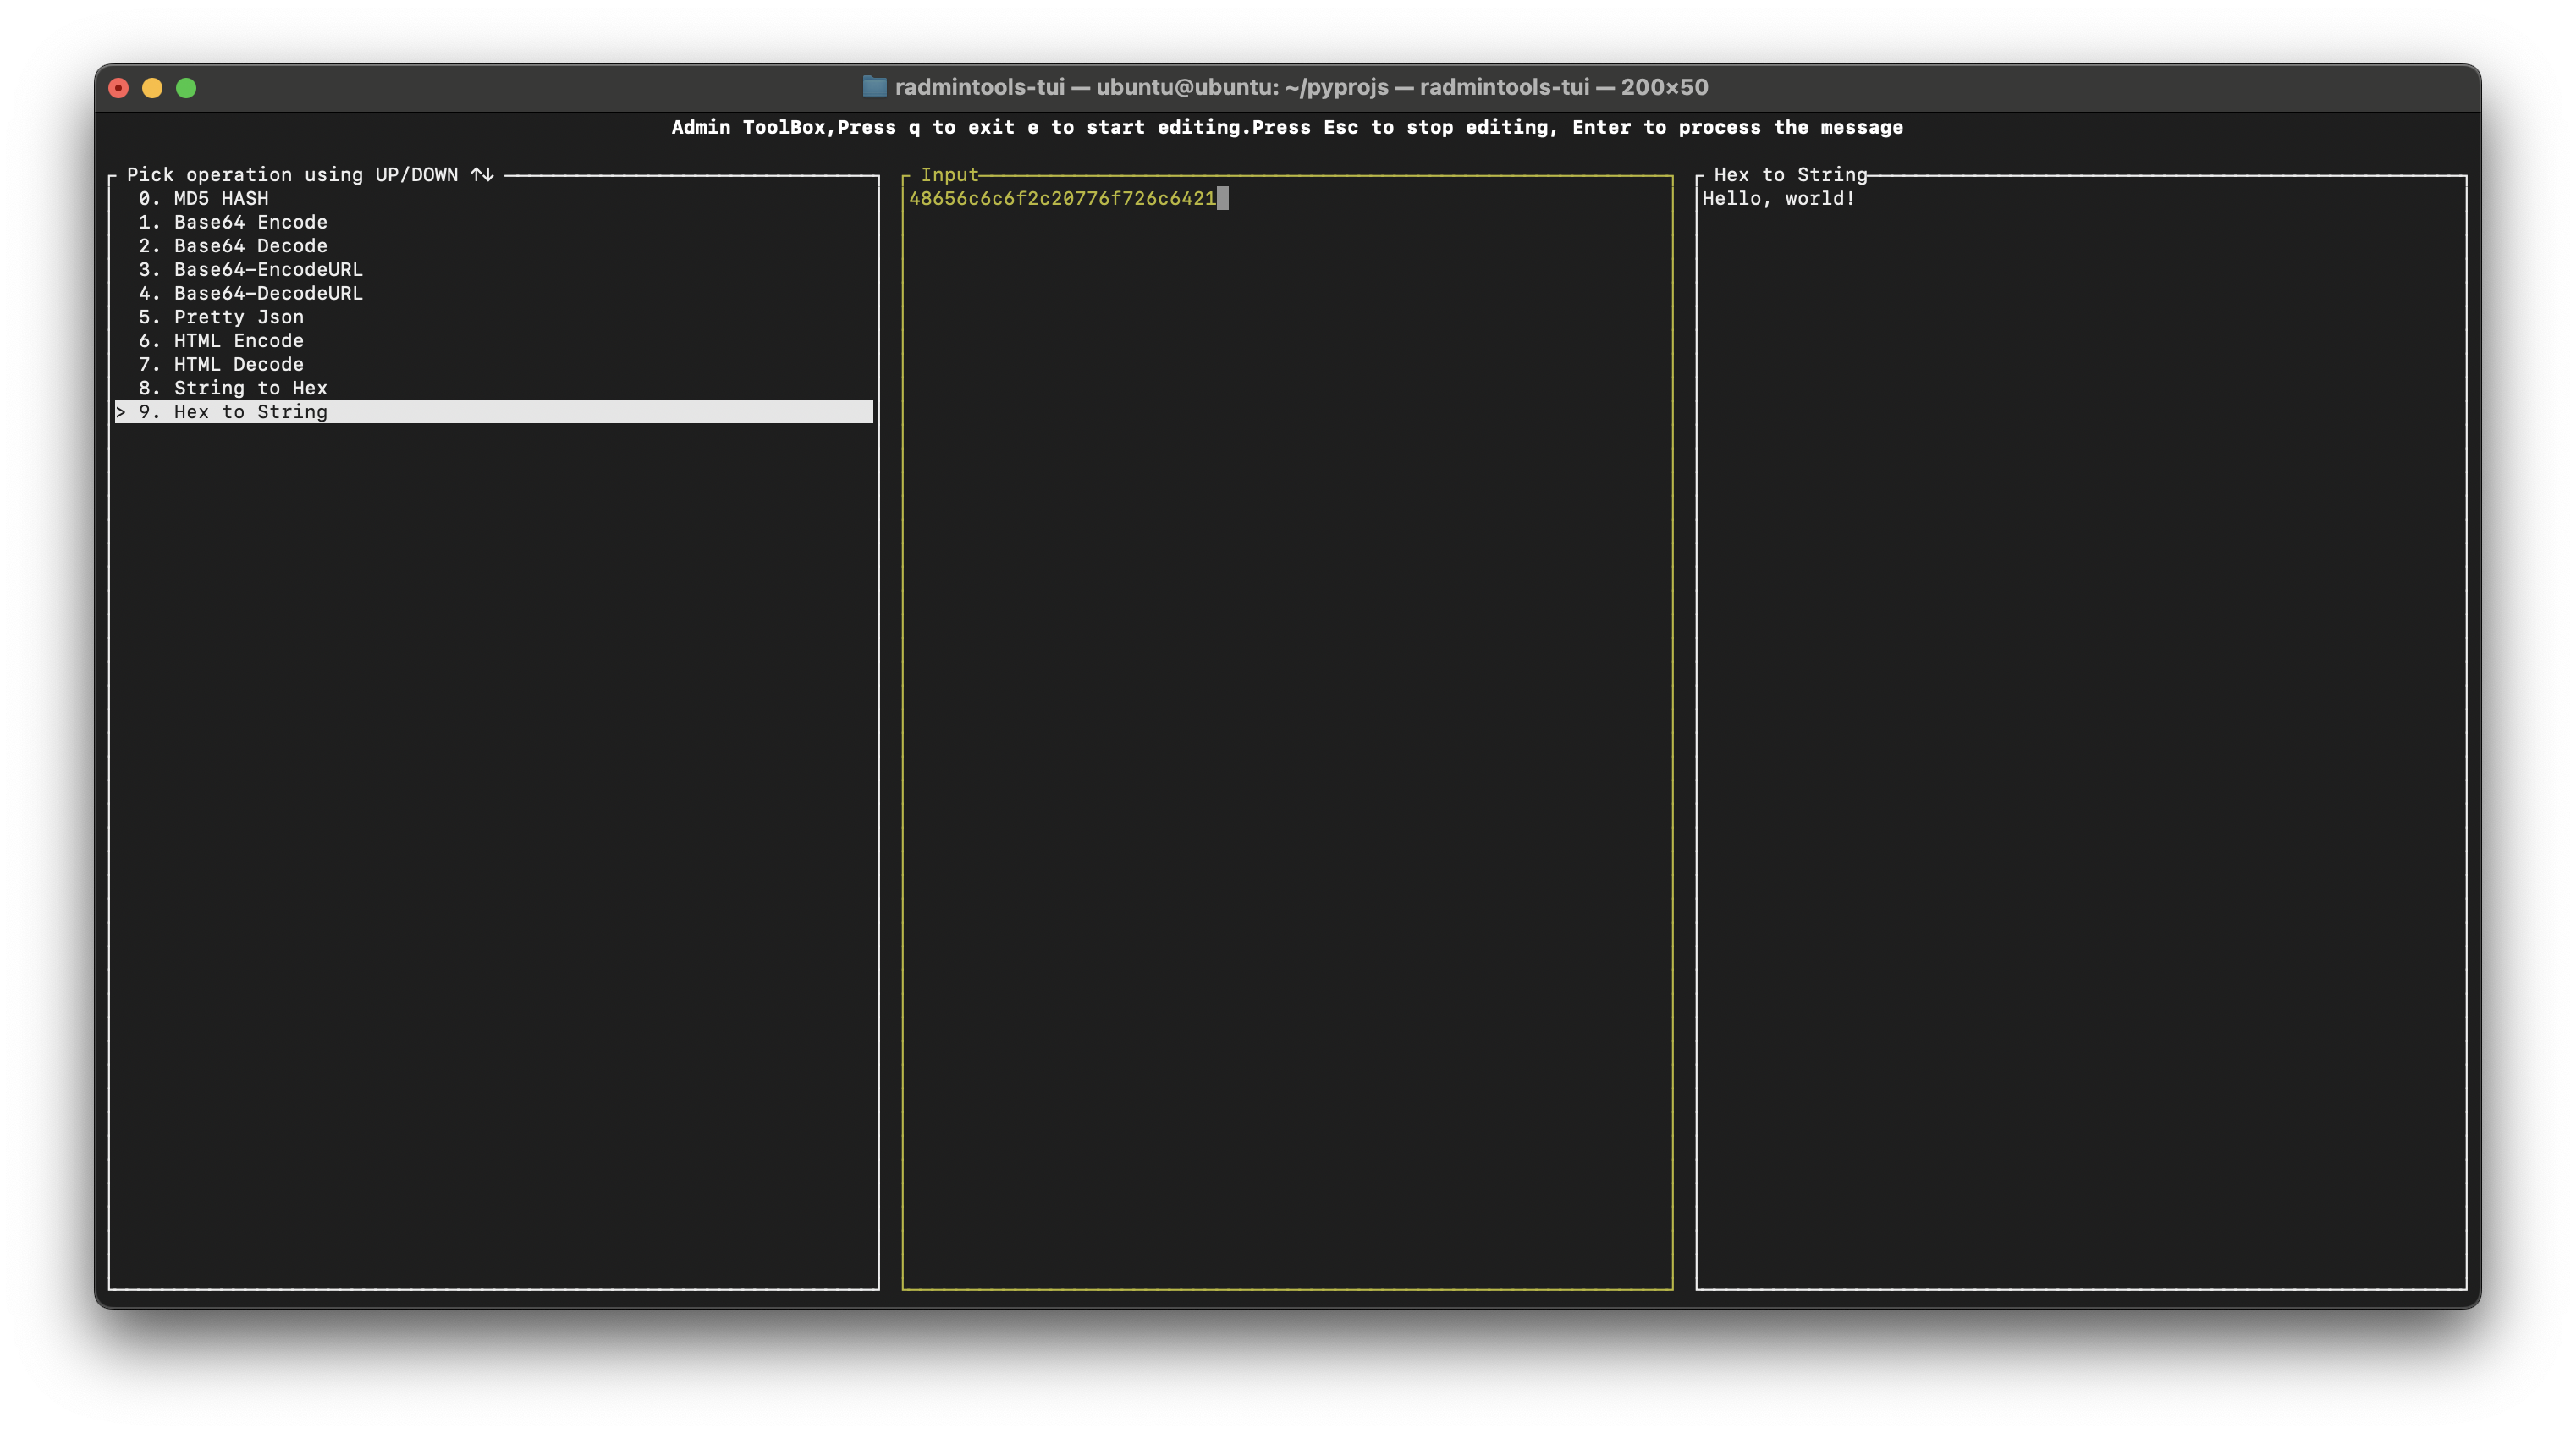 radmintools-tui — ubuntu@ubuntu: ~/pyprojs — radmintools-tui — 200×50
Admin ToolBox,Press q to exit e to start editing.Press Esc to stop editing, Enter to process the message
Pick operation using UP/DOWN ↑↓
0. MD5 HASH
1. Base64 Encode
2. Base64 Decode
3. Base64-EncodeURL
4. Base64-DecodeURL
5. Pretty Json
6. HTML Encode
7. HTML Decode
8. String to Hex
> 9. Hex to String
Input
48656c6c6f2c20776f726c6421
Hex to String
Hello, world!